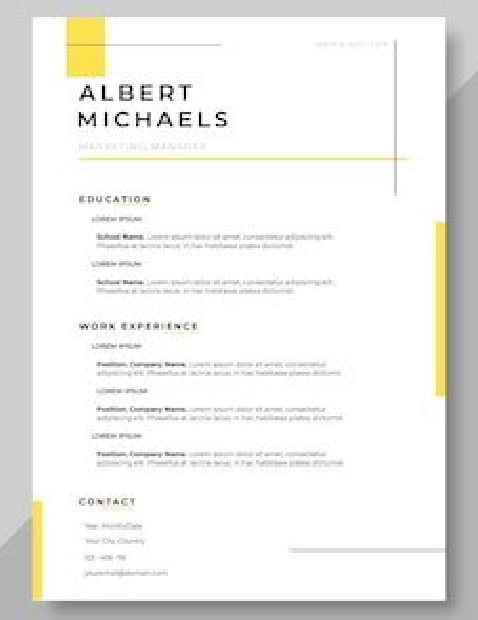 ALBERT
MICHAELS
MARKETING MANAGER
EDUCATION
LOREM IPSUM
School Name. Lorem ipsum dolor sit amet, consectetur adipiscing elit.
Phasellus at lacinia lacus, in hac habitasse platea dictumst.
LOREM IPSUM
School Name. Lorem ipsum dolor sit amet, consectetur adipiscing elit.
Phasellus at lacinia lacus, in hac habitasse platea dictumst.
WORK EXPERIENCE
LOREM IPSUM
Position, Company Name. Lorem ipsum dolor sit amet, consectetur
adipiscing elit. Phasellus at lacinia lacus, in hac habitasse platea dictumst.
LOREM IPSUM
Position, Company Name. Lorem ipsum dolor sit amet, consectetur
adipiscing elit. Phasellus at lacinia lacus, in hac habitasse platea dictumst.
LOREM IPSUM
Position, Company Name. Lorem ipsum dolor sit amet, consectetur
adipiscing elit. Phasellus at lacinia lacus, in hac habitasse platea dictumst.
CONTACT
Your City, Country
youremail@domain.com